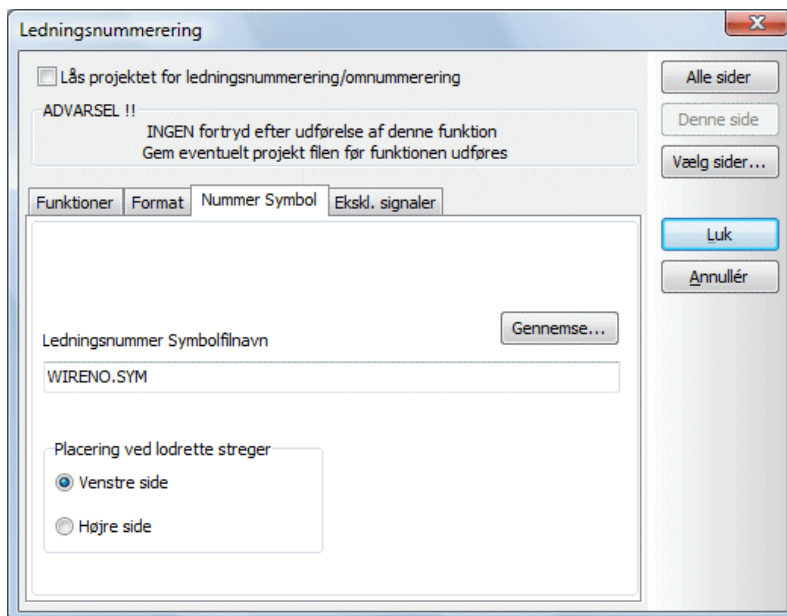 Ledningsnummerering
Lås projektet for ledningsnummerering/omnummerering
ADVARSEL !!
INGEN fortryd efter udførelse af denne funktion
Gem eventuelt projekt filen før funktionen udføres
Alle sider
Denne side
Vælg sider...
Luk
Annullér
Funktioner
Format
Nummer Symbol
Ekskl. signaler
Gennemse...
Ledningsnummer Symbolfilnavn
WIRENO.SYM
Placering ved lodrette streger
Venstre side
Højre side